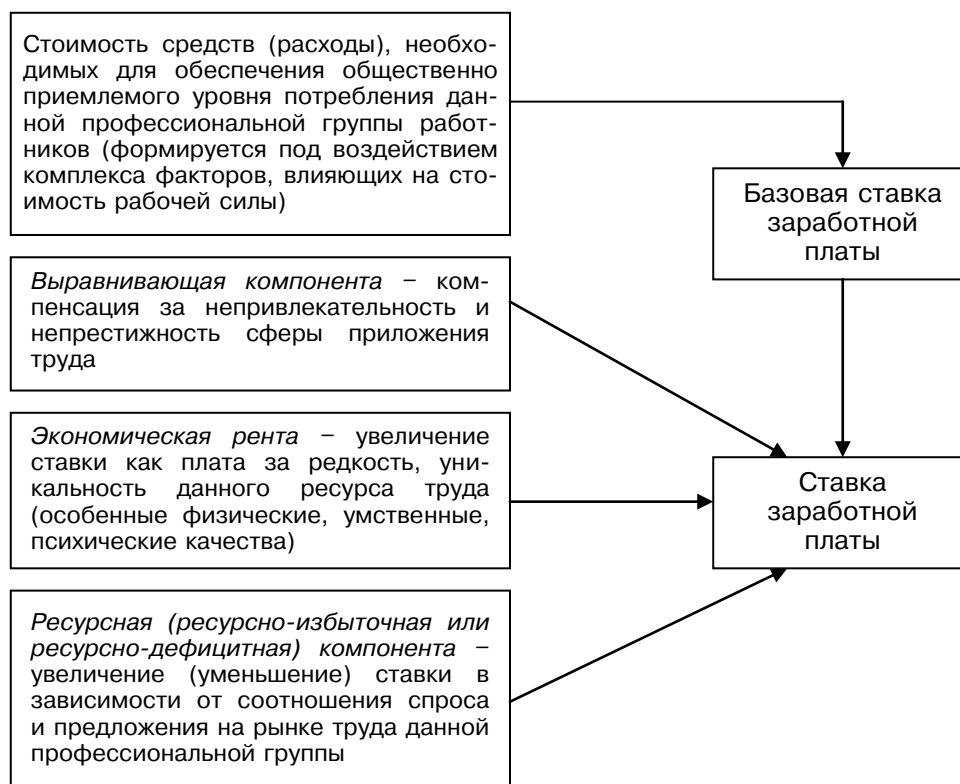 Стоимость средств (расходы), необхо-
димых для обеспечения общественно
приемлемого уровня потребления дан-
ной профессиональной группы работ-
ников (формируется под воздействием
комплекса факторов, влияющих на сто-
имость рабочей силы)
Базовая ставка
заработной
платы
Выравнивающая компонента – ком-
пенсация за непривлекательность и
непрестижность сферы приложения
труда
Экономическая рента – увеличение
ставки как плата за редкость, уни-
кальность данного ресурса труда
(особенные физические, умственные,
психические качества)
Ставка
заработной
платы
Ресурсная (ресурсно-избыточная или
ресурсно-дефицитная) компонента –
увеличение (уменьшение) ставки в
зависимости от соотношения спроса
и предложения на рынке труда данной
профессиональной группы